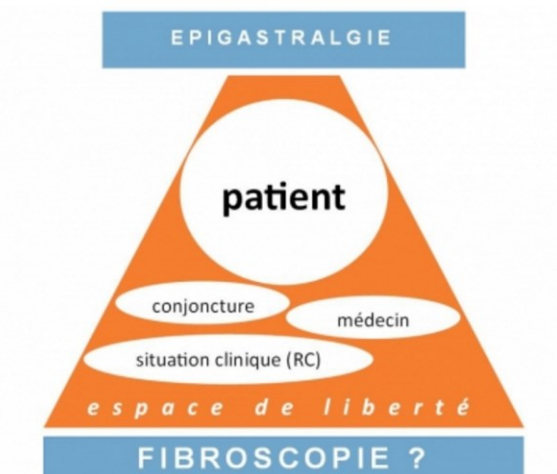 EPIGASTRALGIE
patient
conjoncture
médecin
situation clinique (RC)
espace de liberté
FIBROSCOPIE ?